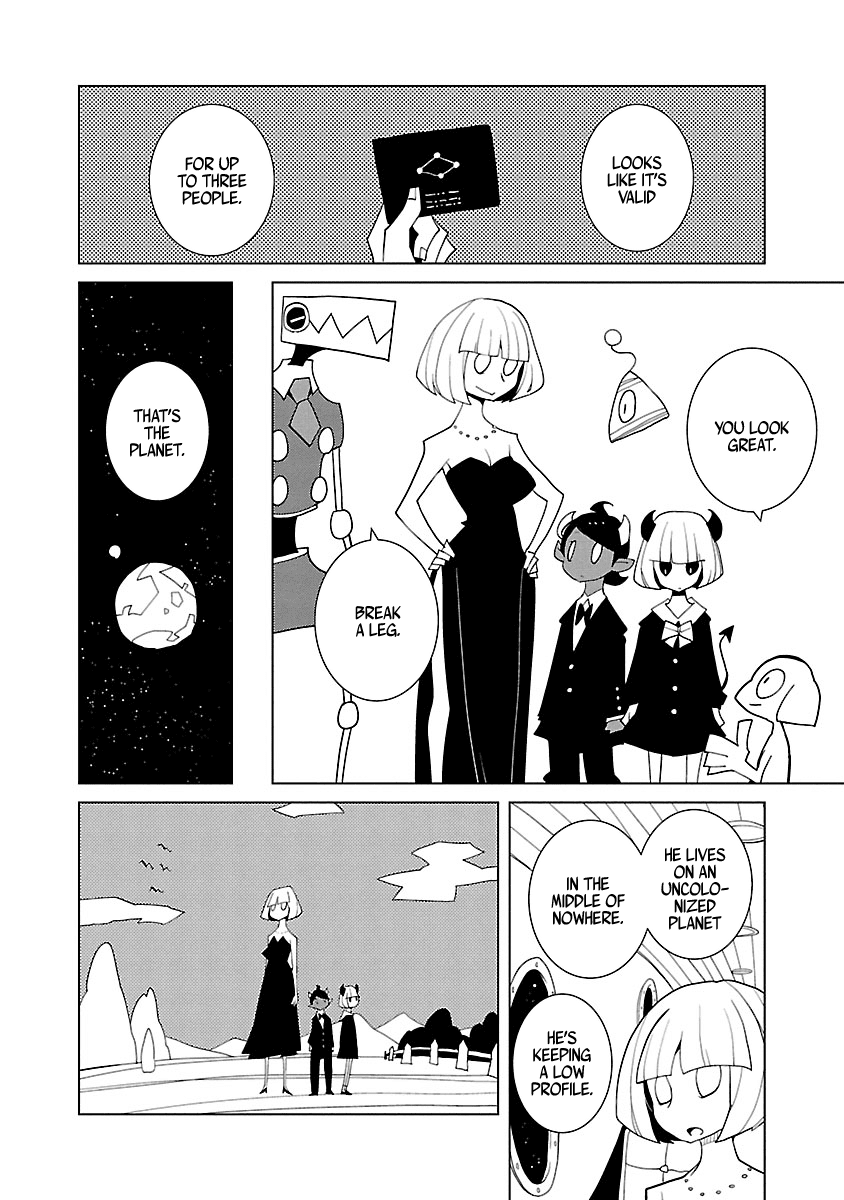 LOOKS
LIKE IT'S
VALID
FOR UP
TO THREE
PEOPLE.
YOU LOOK
GREAT.
BREAK
A LEG.
THAT'S
THE
PLANET.
HE LIVES
ON AN
UNCOLO-
NIZED
PLANET
IN THE
MIDDLE OF
NOWHERE.
HE'S
KEEPING
A LOW
PROFILE.